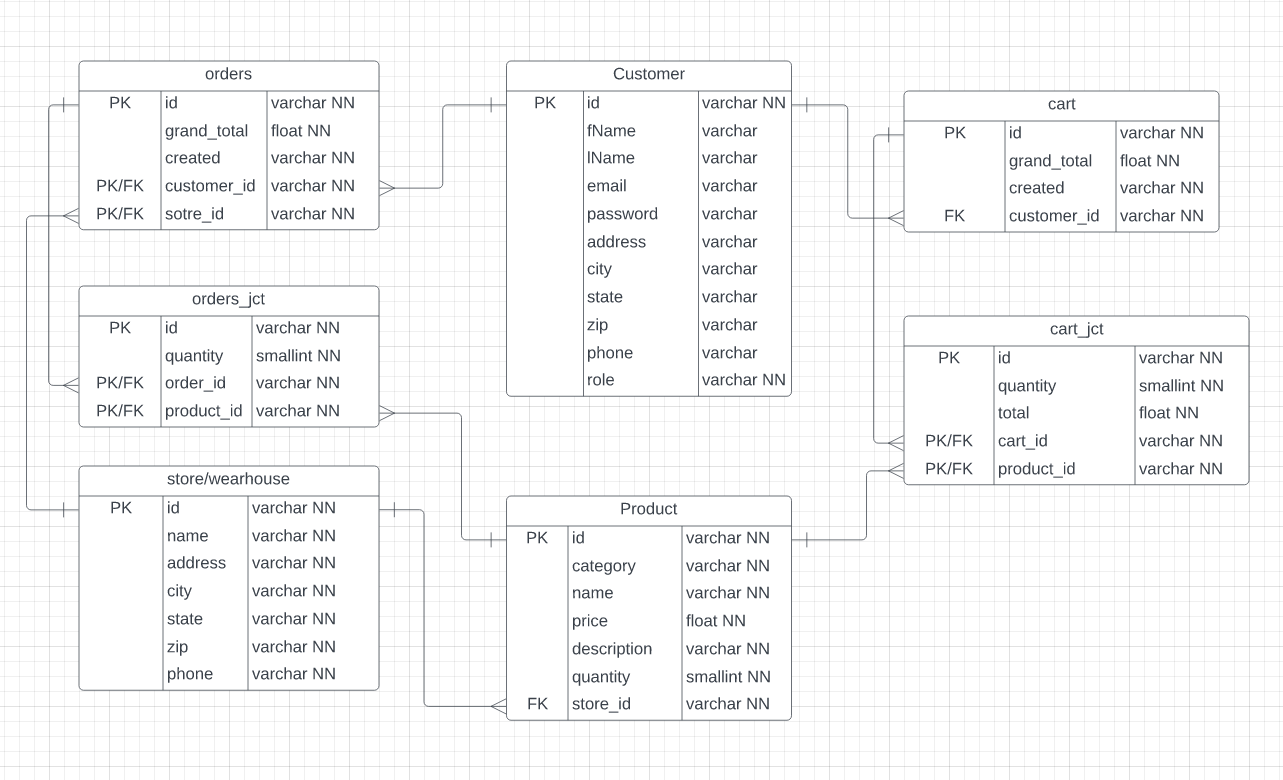 orders
PK id varchar NN
grand_total float NN
created varchar NN
PK/FK customer_id varchar NN
PK/FK sotre_id varchar NN
Customer
PK id varchar NN
fName varchar
lName varchar
email varchar
password varchar
address varchar
city varchar
state varchar
zip varchar
phone varchar
role varchar NN
cart
PK id varchar NN
grand_total float NN
created varchar NN
FK customer_id varchar NN
orders_jct
PK id varchar NN
quantity smallint NN
PK/FK order_id varchar NN
PK/FK product_id varchar NN
cart_jct
PK id varchar NN
quantity smallint NN
total float NN
PK/FK cart_id varchar NN
PK/FK product_id varchar NN
store/wearhouse
PK id varchar NN
name varchar NN
address varchar NN
city varchar NN
state varchar NN
zip varchar NN
phone varchar NN
Product
PK id varchar NN
category varchar NN
name varchar NN
price float NN
description varchar NN
quantity smallint NN
FK store_id varchar NN